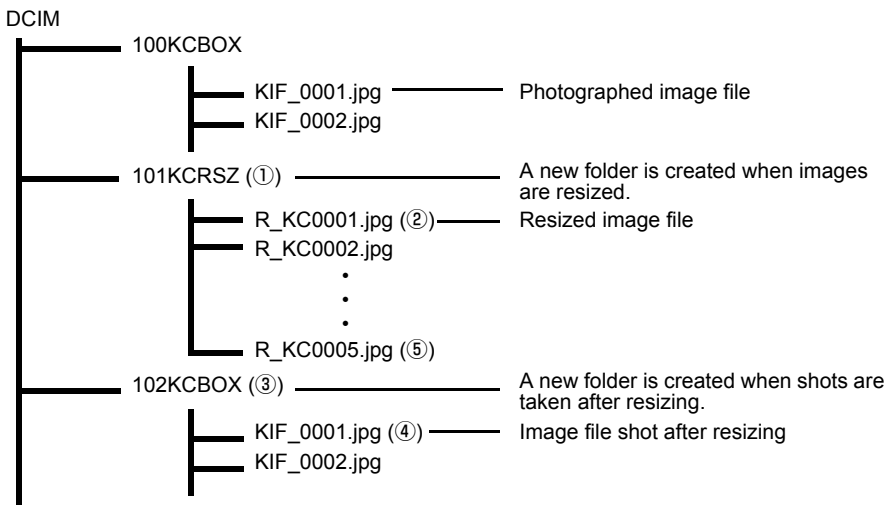 DCIM
100KCBOX
KIF_0001.jpg Photographed image file
KIF_0002.jpg
101KCRSZ (①) A new folder is created when images
are resized.
R_KC0001.jpg (②) Resized image file
R_KC0002.jpg
R_KC0005.jpg (⑤)
102KCBOX (③) A new folder is created when shots are
taken after resizing.
KIF_0001.jpg (④) Image file shot after resizing
KIF_0002.jpg